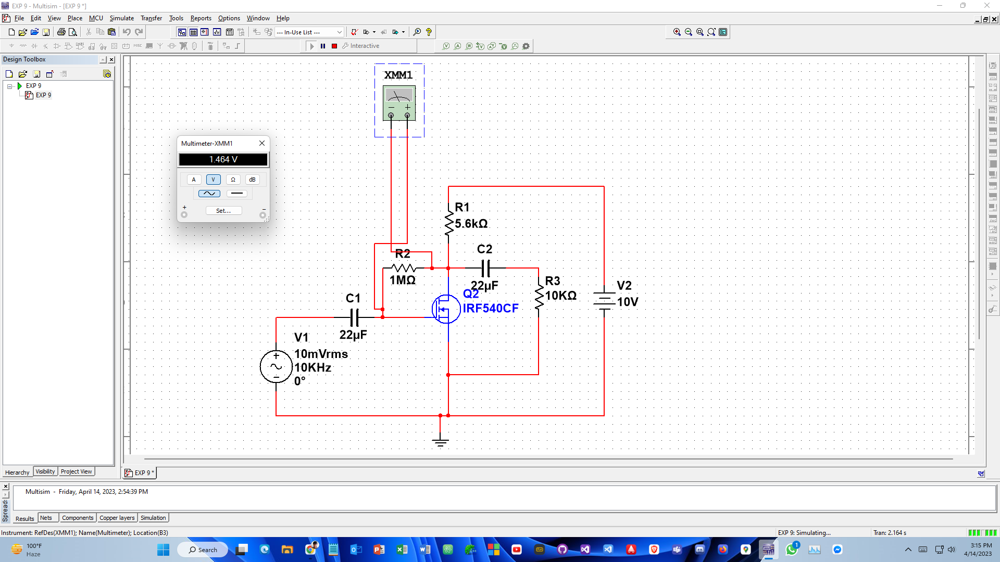 EXP 9 - Multisim - [EXP 9 *]
File Edit View Place MCU Simulate Transfer Tools Reports Options Window Help
--- In-Use List ---
Interactive
Design Toolbox
EXP 9
EXP 9
XMM1
Multimeter-XMM1
1.464 V
A V Ω dB
Set...
R1
5.6kΩ
C2
22µF
R2
1MΩ
R3
10KΩ
V2
10V
Q2
IRF540CF
C1
22µF
V1
10mVrms
10KHz
0°
Hierarchy Visibility Project View
EXP 9 *
Multisim - Friday, April 14, 2023, 2:54:39 PM
Results Nets Components Copper layers Simulation
Instrument: RefDes(XMM1); Name(Multimeter); Location(B3)
EXP 9: Simulating...
Tran: 2.164 s
100°F
Haze
Search
1
3:15 PM
4/14/2023